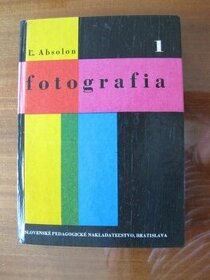 Ľ. Absolon 1
fotografia
SLOVENSKÉ PEDAGOGICKÉ NAKLADATEĽSTVO, BRATISLAVA